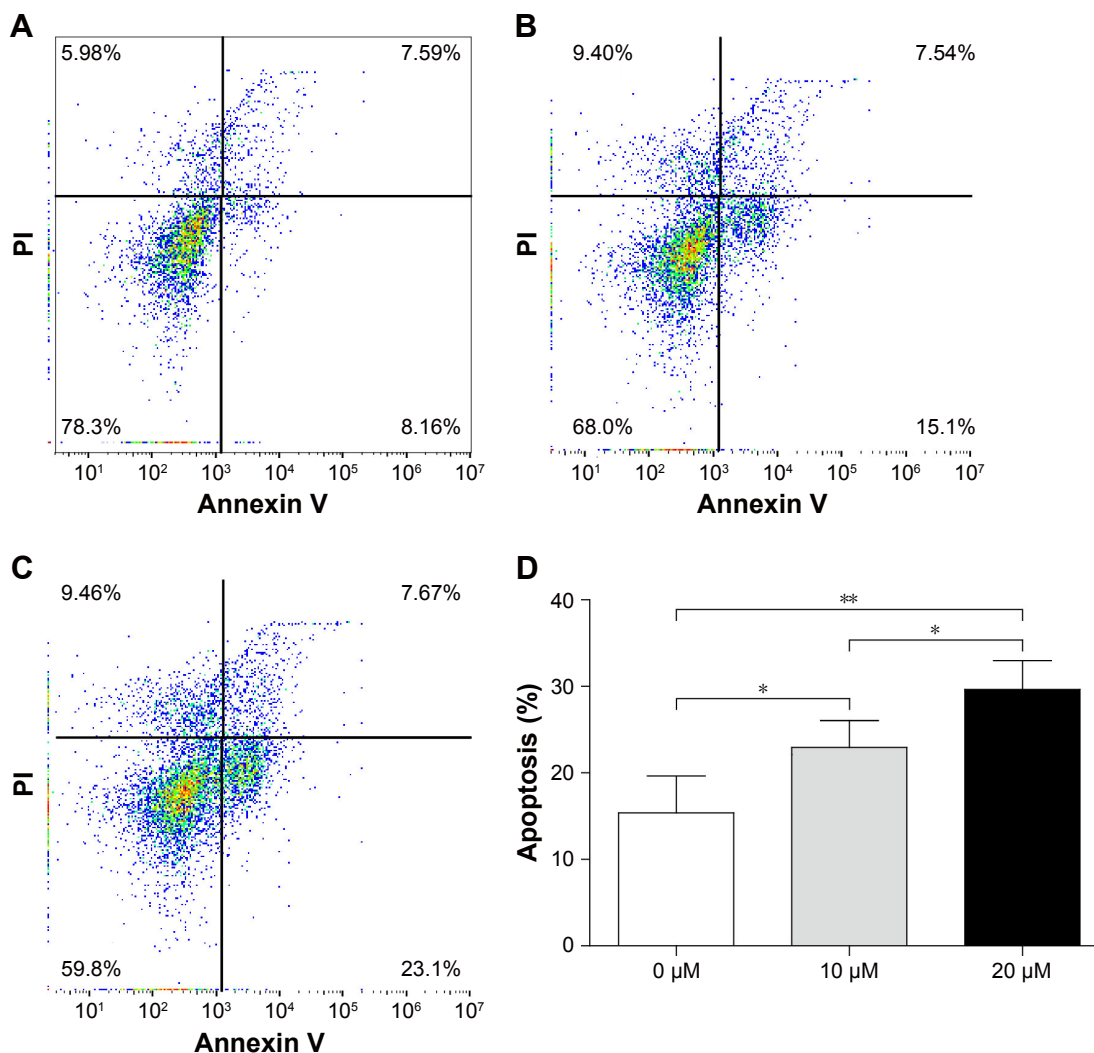 A
5.98%
7.59%
PI
78.3%
8.16%
10¹ 10² 10³ 10⁴ 10⁵ 10⁶ 10⁷
Annexin V
B
9.40%
7.54%
PI
68.0%
15.1%
10¹ 10² 10³ 10⁴ 10⁵ 10⁶ 10⁷
Annexin V
C
9.46%
7.67%
PI
59.8%
23.1%
10¹ 10² 10³ 10⁴ 10⁵ 10⁶ 10⁷
Annexin V
D
Apoptosis (%)
40
30
20
10
0
**
*
*
0 µM 10 µM 20 µM